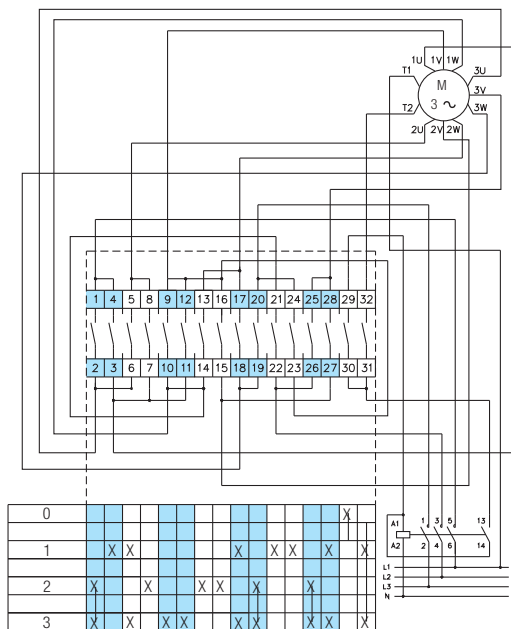 1U 1V 1W
T1 3U
M
3V
3 ~
T2 3W
2U 2V 2W
1 4 5 8 9 12 13 16 17 20 21 24 25 28 29 32
2 3 6 7 10 11 14 15 18 19 22 23 26 27 30 31
0 X
A1 1 3 5 13
A2 2 4 6 14
1 X X X X X X X
L1
L2
2 X X X X X X
L3
N
3 X X X X X X X X X